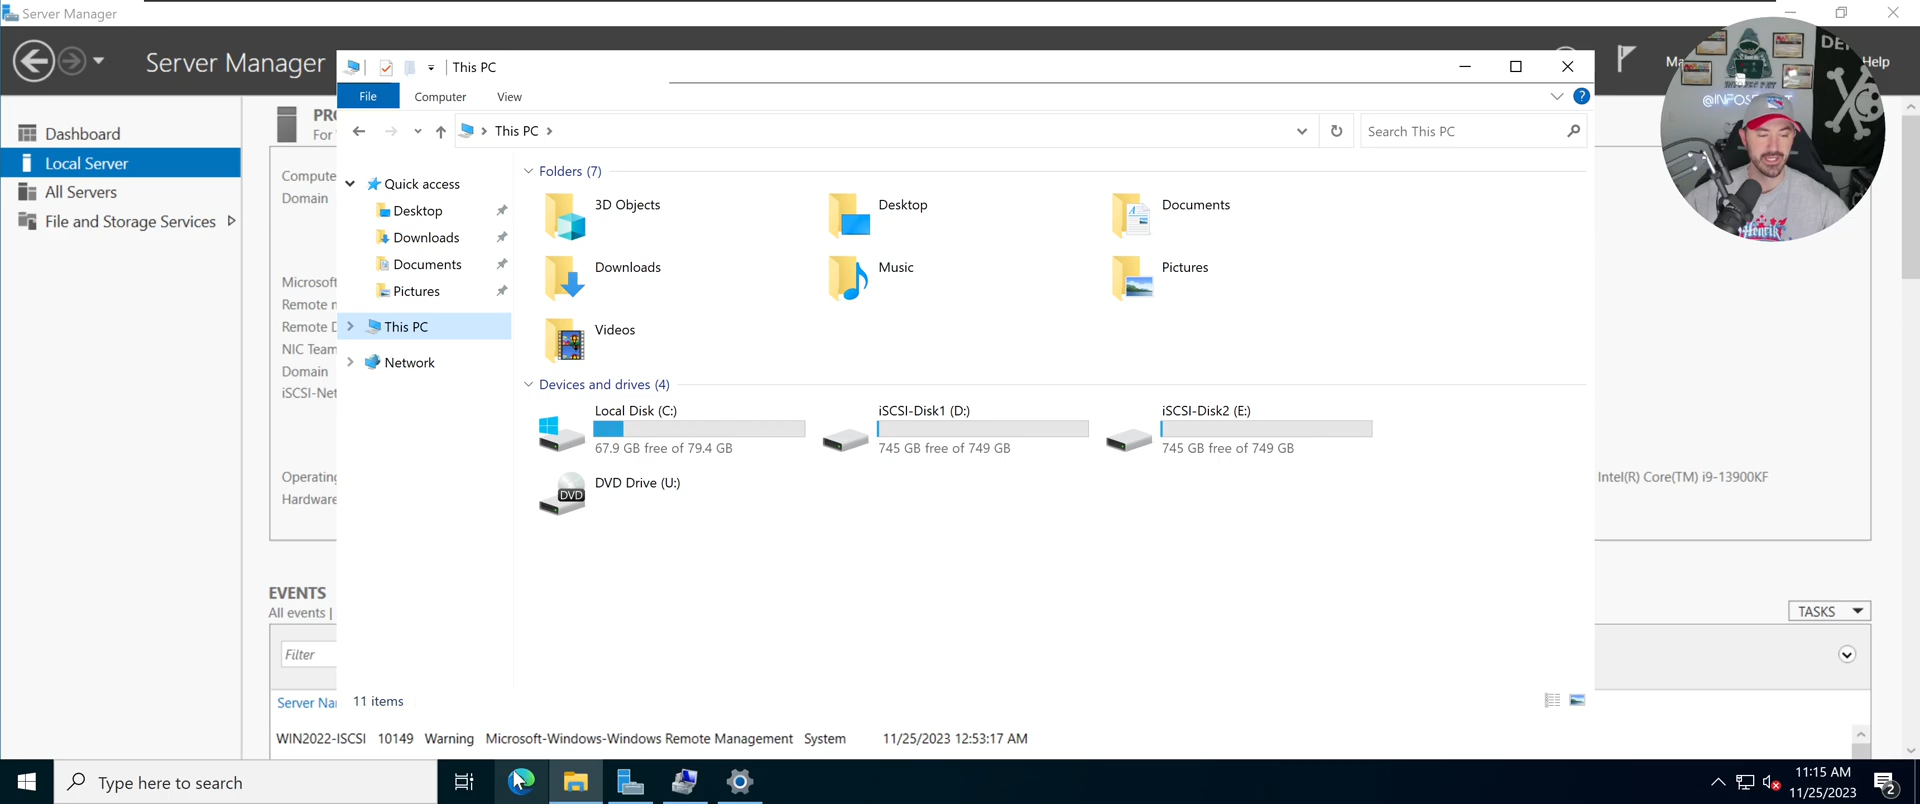 Server Manager
Server Manager
Help
This PC
File
Computer
View
This PC
Search This PC
Dashboard
Local Server
All Servers
File and Storage Services
Quick access
Desktop
Downloads
Documents
Pictures
This PC
Network
Folders (7)
3D Objects
Desktop
Documents
Downloads
Music
Pictures
Videos
Devices and drives (4)
Local Disk (C:)
67.9 GB free of 79.4 GB
iSCSI-Disk1 (D:)
745 GB free of 749 GB
iSCSI-Disk2 (E:)
745 GB free of 749 GB
DVD Drive (U:)
DVD
11 items
For
Compute
Domain
Microsoft
Remote
NIC Team
Domain
iSCSI-Net
Operating
Hardware
Intel(R) Core(TM) i9-13900KF
EVENTS
All events |
TASKS
Filter
Server Na
WIN2022-ISCSI 10149 Warning Microsoft-Windows-Windows Remote Management System 11/25/2023 12:53:17 AM
Type here to search
11:15 AM
11/25/2023
2